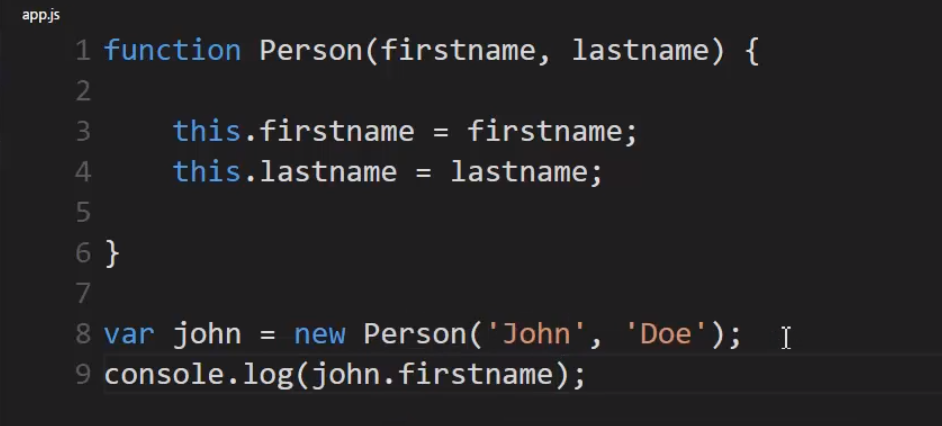 app.js
1 function Person(firstname, lastname) {
2
3     this.firstname = firstname;
4     this.lastname = lastname;
5
6 }
7
8 var john = new Person('John', 'Doe');
9 console.log(john.firstname);